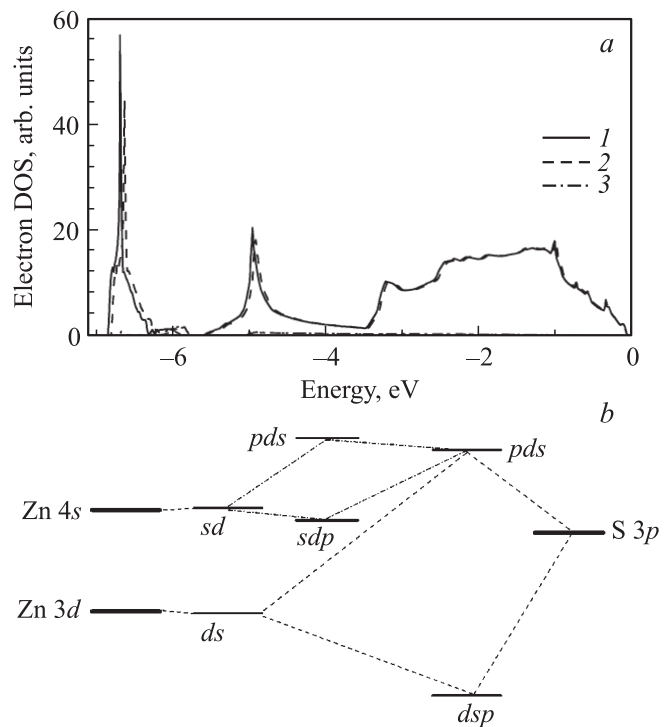 60
a
Electron DOS, arb. units
1
40
2
3
20
0
–6
–4
–2
0
Energy, eV
b
pds
pds
Zn 4s
sd
sdp
S 3p
Zn 3d
ds
dsp